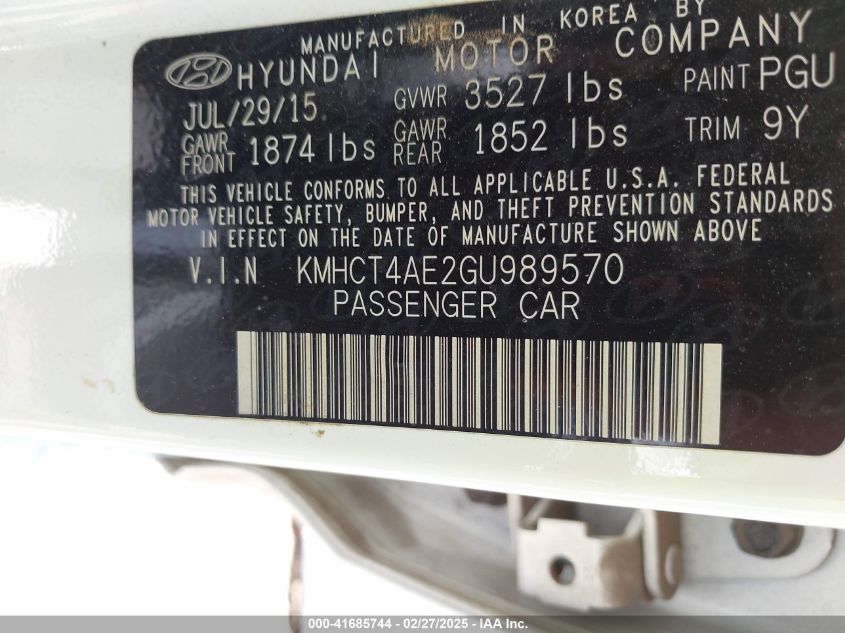 MANUFACTURED IN KOREA BY
HYUNDAI MOTOR COMPANY
JUL/29/15 GVWR 3527 lbs PAINT PGU
GAWR FRONT 1874 lbs GAWR REAR 1852 lbs TRIM 9Y
THIS VEHICLE CONFORMS TO ALL APPLICABLE U.S.A. FEDERAL
MOTOR VEHICLE SAFETY, BUMPER, AND THEFT PREVENTION STANDARDS
IN EFFECT ON THE DATE OF MANUFACTURE SHOWN ABOVE
V.I.N KMHCT4AE2GU989570
PASSENGER CAR
000-41685744 - 02/27/2025 - IAAI Inc.